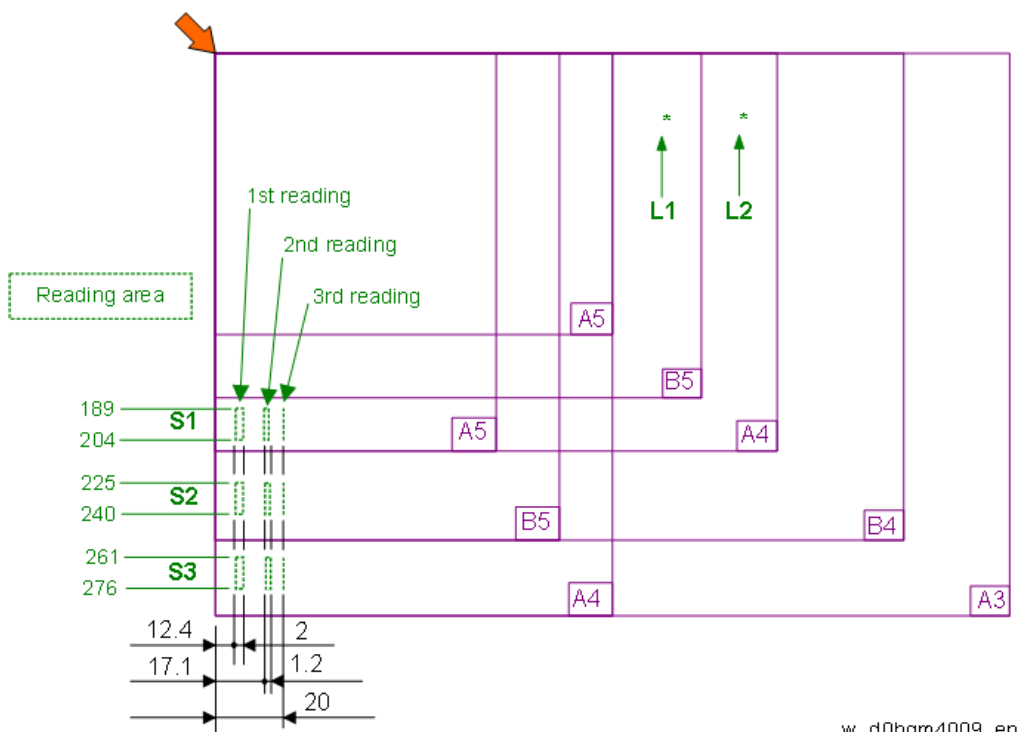 * *
L1 L2
1st reading
2nd reading
Reading area
3rd reading
A5
B5
189
S1
204
A5
A4
225
S2
240
B5
B4
261
S3
276
A4
A3
12.4
2
17.1
1.2
20
w_d0bqm4009_en